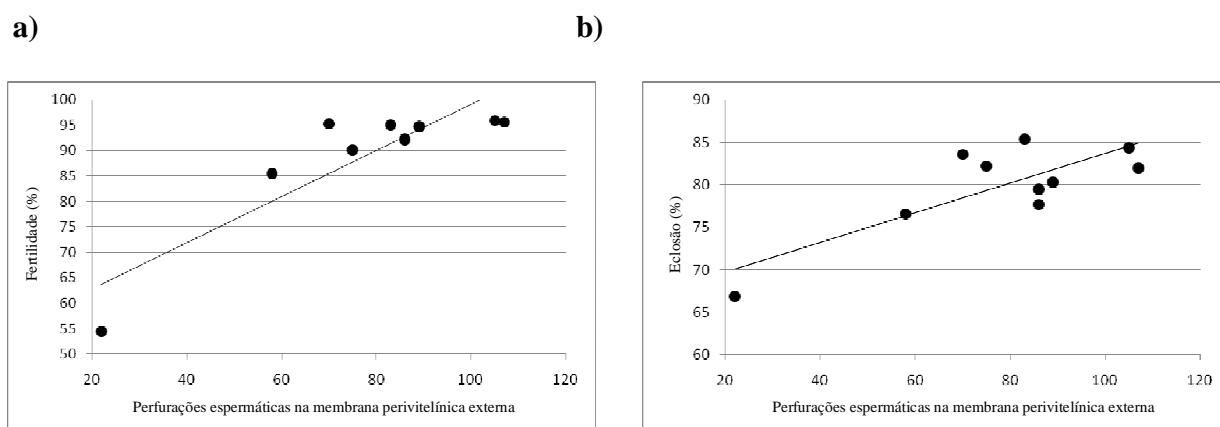 a)
b)
100
95
90
85
80
75
70
65
60
55
50
Fertilidade (%)
20 40 60 80 100 120
Perfurações espermáticas na membrana perivitelínica externa
90
85
80
75
70
65
60
Eclosão (%)
20 40 60 80 100 120
Perfurações espermáticas na membrana perivitelínica externa